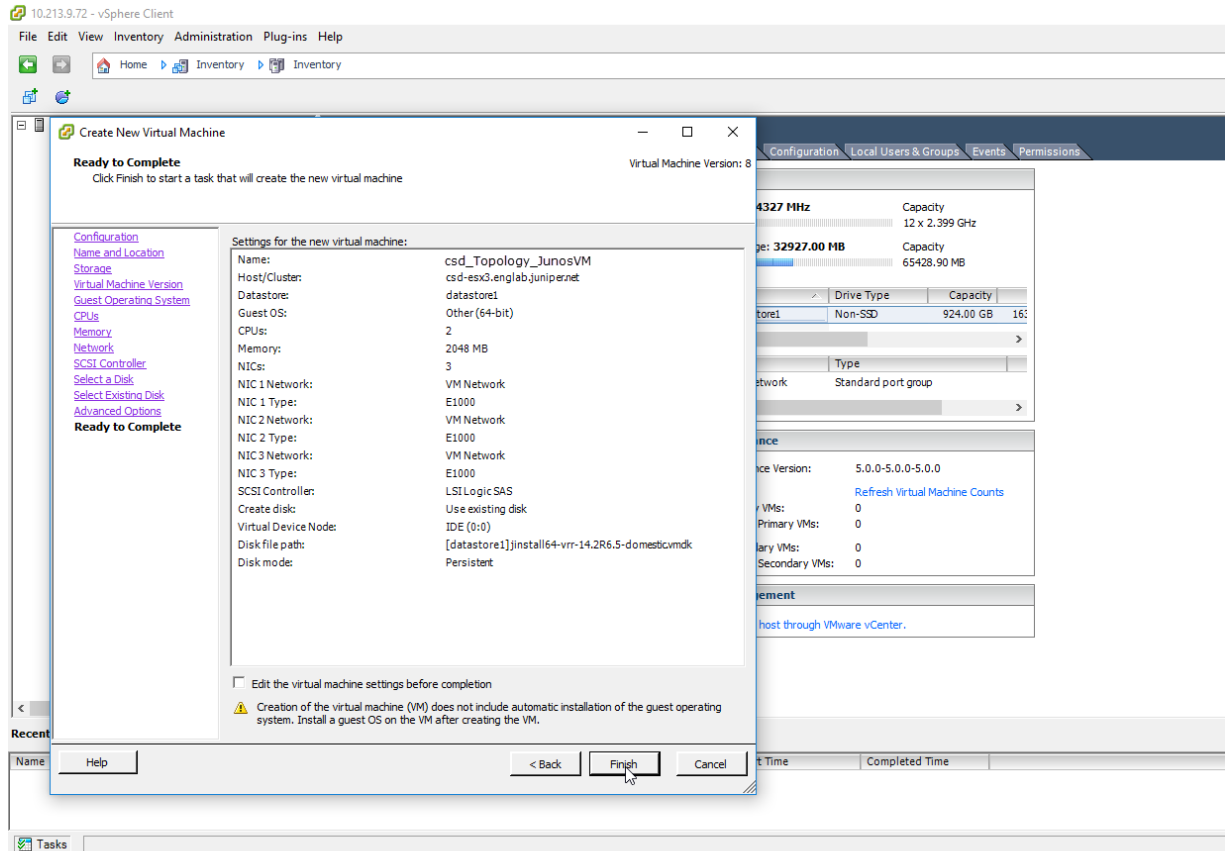 10.213.9.72 - vSphere Client
File Edit View Inventory Administration Plug-ins Help
Home Inventory Inventory
Create New Virtual Machine
Ready to Complete
Click Finish to start a task that will create the new virtual machine
Virtual Machine Version: 8
Configuration
Name and Location
Storage
Virtual Machine Version
Guest Operating System
CPUs
Memory
Network
SCSI Controller
Select a Disk
Select Existing Disk
Advanced Options
Ready to Complete
Settings for the new virtual machine:
Name: csd_Topology_JunosVM
Host/Cluster: csd-esx3.englab.juniper.net
Datastore: datastore1
Guest OS: Other (64-bit)
CPUs: 2
Memory: 2048 MB
NICs: 3
NIC 1 Network: VM Network
NIC 1 Type: E1000
NIC 2 Network: VM Network
NIC 2 Type: E1000
NIC 3 Network: VM Network
NIC 3 Type: E1000
SCSI Controller: LSI Logic SAS
Create disk: Use existing disk
Virtual Device Node: IDE (0:0)
Disk file path: [datastore1]jinstall64-vrr-14.2R6.5-domestic.vmdk
Disk mode: Persistent
Edit the virtual machine settings before completion
Creation of the virtual machine (VM) does not include automatic installation of the guest operating
system. Install a guest OS on the VM after creating the VM.
Help < Back Finish Cancel
Configuration Local Users & Groups Events Permissions
4327 MHz Capacity
12 x 2.399 GHz
ge: 32927.00 MB Capacity
65428.90 MB
Drive Type Capacity
tore1 Non-SSD 924.00 GB 163
Type
etwork Standard port group
nce
nce Version: 5.0.0-5.0.0-5.0.0
Refresh Virtual Machine Counts
y VMs: 0
Primary VMs: 0
dary VMs: 0
Secondary VMs: 0
gement
host through VMware vCenter.
Recent
Name t Time Completed Time
Tasks